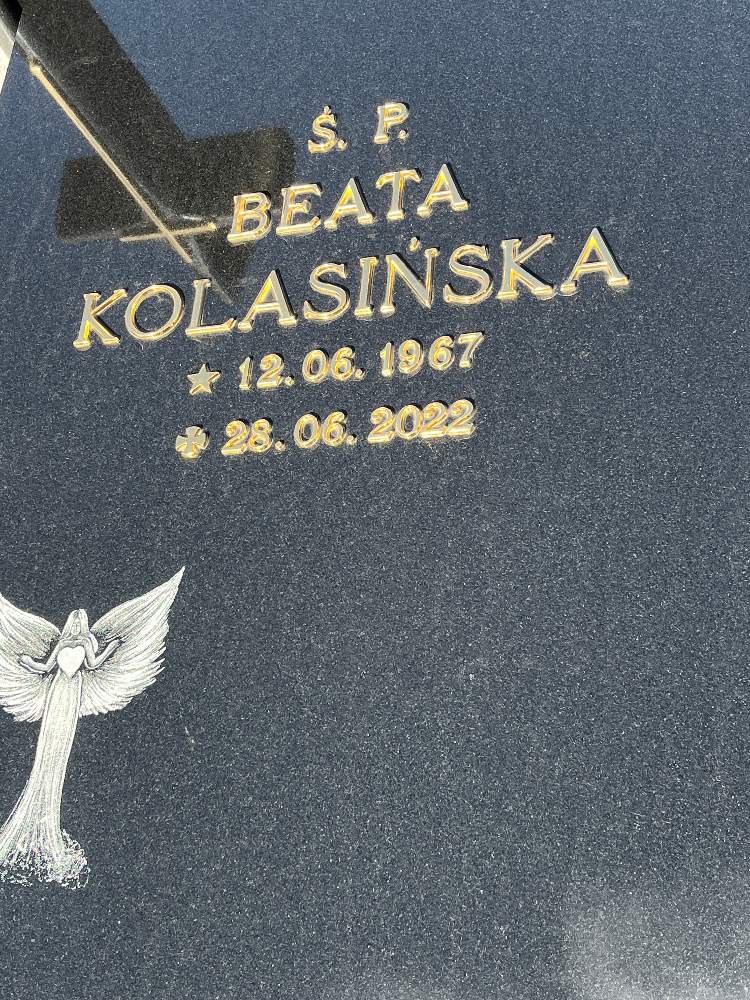 Ś. P.
BEATA
KOLASIŃSKA
★ 12.06.1967
✠ 28.06.2022